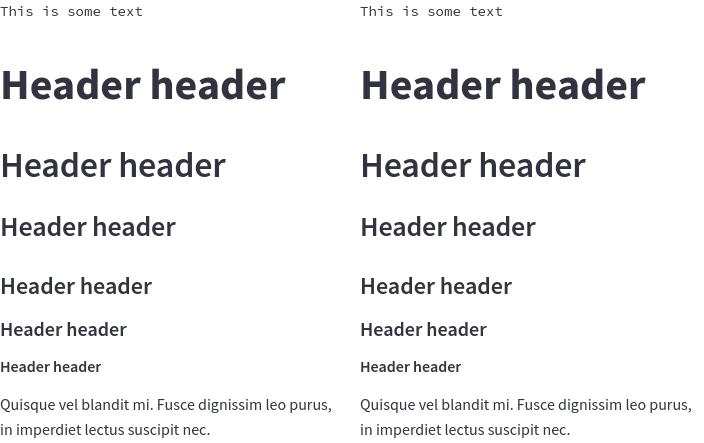 This is some text
Header header
Header header
Header header
Header header
Header header
Header header
Quisque vel blandit mi. Fusce dignissim leo purus,
in imperdiet lectus suscipit nec.
This is some text
Header header
Header header
Header header
Header header
Header header
Header header
Quisque vel blandit mi. Fusce dignissim leo purus,
in imperdiet lectus suscipit nec.